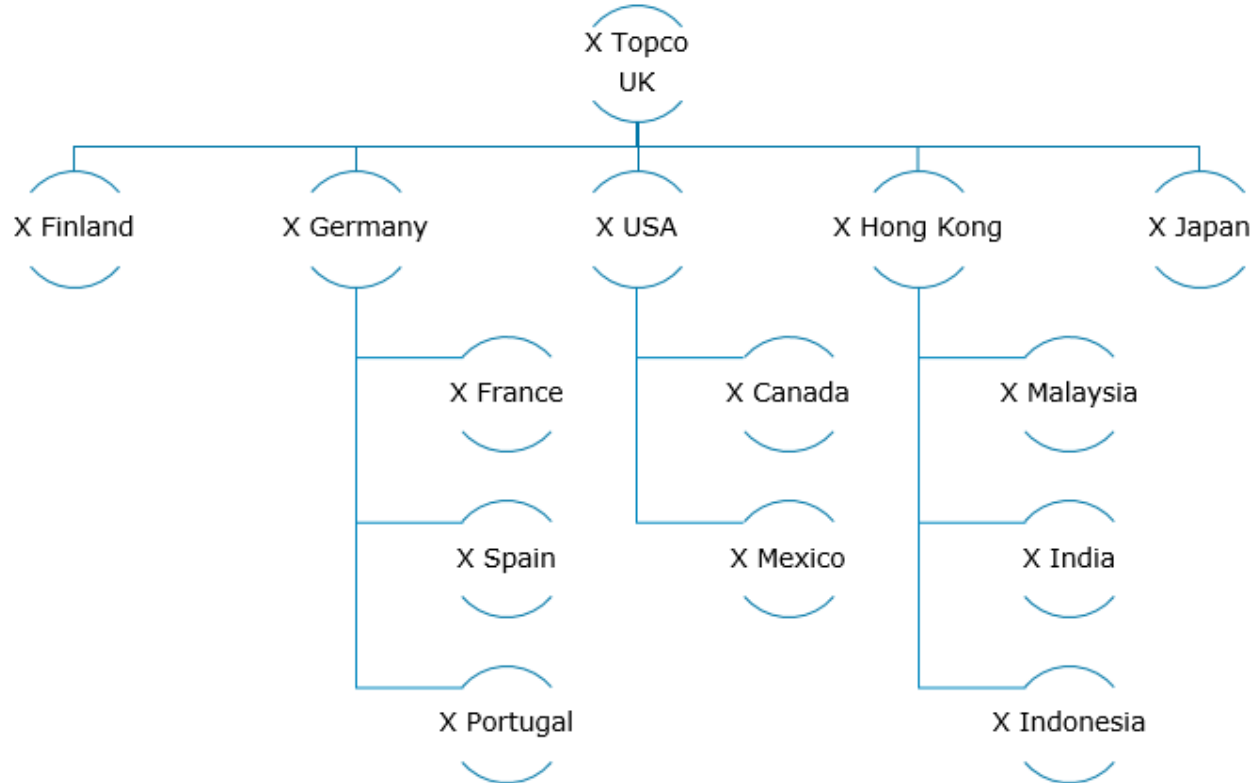 X Topco
UK
X Finland
X Germany
X USA
X Hong Kong
X Japan
X France
X Canada
X Malaysia
X Spain
X Mexico
X India
X Portugal
X Indonesia